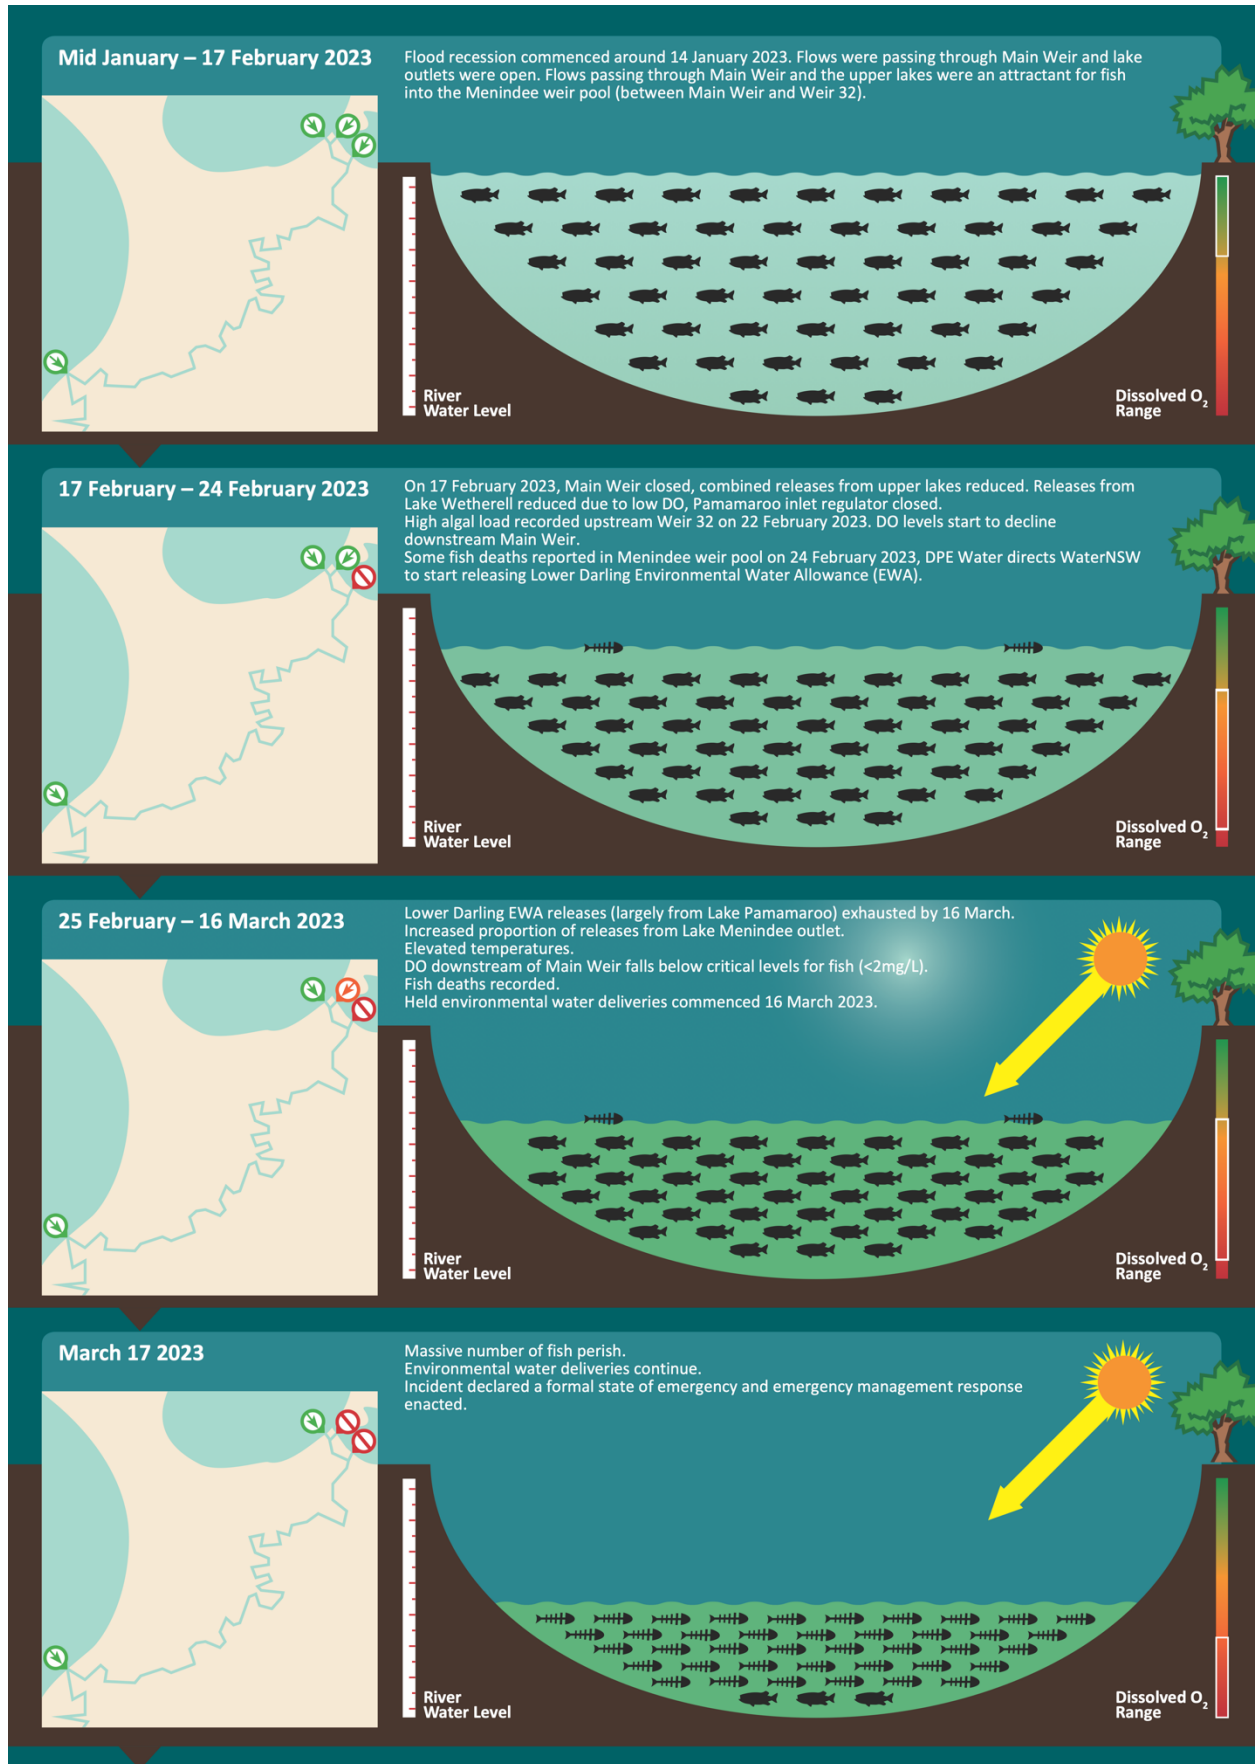 Mid January – 17 February 2023
Flood recession commenced around 14 January 2023. Flows were passing through Main Weir and lake
outlets were open. Flows passing through Main Weir and the upper lakes were an attractant for fish
into the Menindee weir pool (between Main Weir and Weir 32).
River
Water Level
Dissolved O₂
Range
17 February – 24 February 2023
On 17 February 2023, Main Weir closed, combined releases from upper lakes reduced. Releases from
Lake Wetherell reduced due to low DO, Pamamaroo inlet regulator closed.
High algal load recorded upstream Weir 32 on 22 February 2023. DO levels start to decline
downstream Main Weir.
Some fish deaths reported in Menindee weir pool on 24 February 2023, DPE Water directs WaterNSW
to start releasing Lower Darling Environmental Water Allowance (EWA).
River
Water Level
Dissolved O₂
Range
25 February – 16 March 2023
Lower Darling EWA releases (largely from Lake Pamamaroo) exhausted by 16 March.
Increased proportion of releases from Lake Menindee outlet.
Elevated temperatures.
DO downstream of Main Weir falls below critical levels for fish (<2mg/L).
Fish deaths recorded.
Held environmental water deliveries commenced 16 March 2023.
River
Water Level
Dissolved O₂
Range
March 17 2023
Massive number of fish perish.
Environmental water deliveries continue.
Incident declared a formal state of emergency and emergency management response
enacted.
River
Water Level
Dissolved O₂
Range